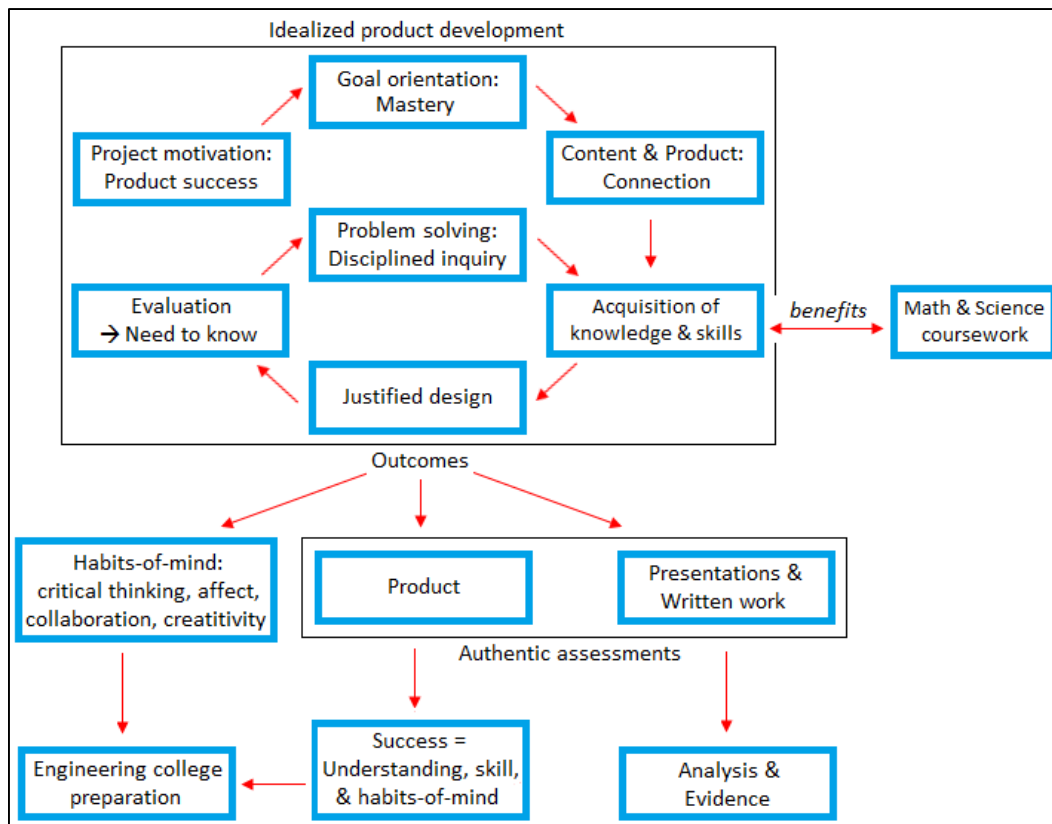 Idealized product development
Goal orientation:
Mastery
Project motivation:
Product success
Content & Product:
Connection
Problem solving:
Disciplined inquiry
Evaluation
→ Need to know
Acquisition of
knowledge & skills
benefits
Math & Science
coursework
Justified design
Outcomes
Habits-of-mind:
critical thinking, affect,
collaboration, creatitivity
Product
Presentations &
Written work
Authentic assessments
Engineering college
preparation
Success =
Understanding, skill,
& habits-of-mind
Analysis &
Evidence